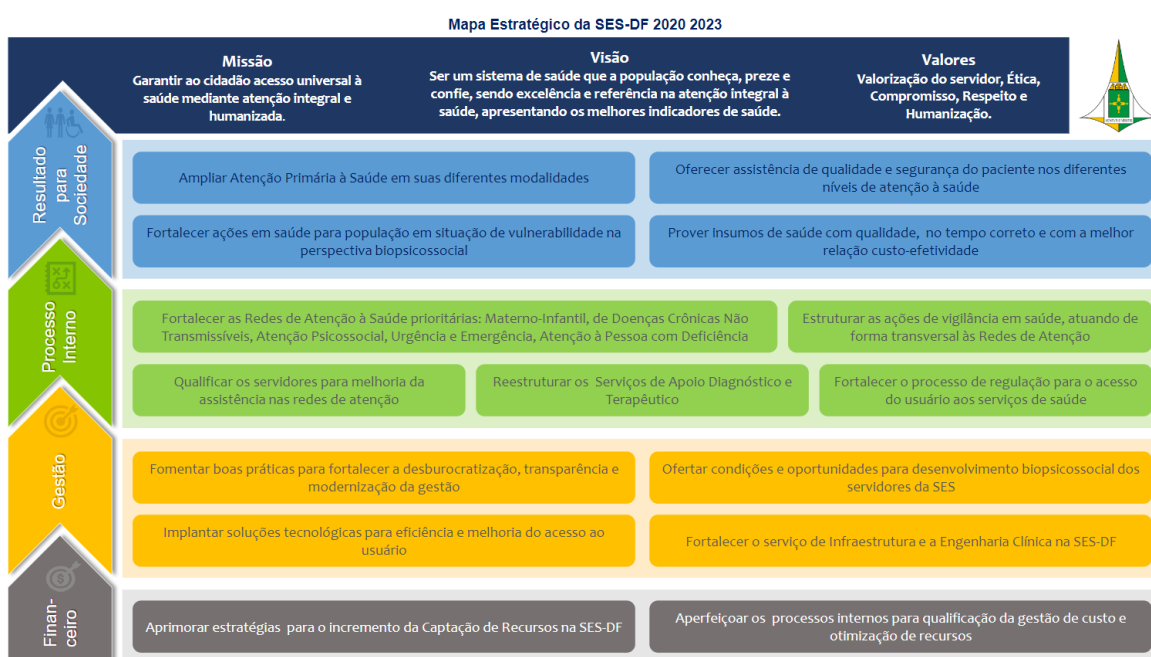 Mapa Estratégico da SES-DF 2020 2023
Missão
Garantir ao cidadão acesso universal à
saúde mediante atenção integral e
humanizada.
Visão
Ser um sistema de saúde que a população conheça, preze e
confie, sendo excelência e referência na atenção integral à
saúde, apresentando os melhores indicadores de saúde.
Valores
Valorização do servidor, Ética,
Compromisso, Respeito e
Humanização.
Resultado
para
Sociedade
Ampliar Atenção Primária à Saúde em suas diferentes modalidades
Oferecer assistência de qualidade e segurança do paciente nos diferentes
níveis de atenção à saúde
Fortalecer ações em saúde para população em situação de vulnerabilidade na
perspectiva biopsicossocial
Prover insumos de saúde com qualidade, no tempo correto e com a melhor
relação custo-efetividade
Processo
Interno
Fortalecer as Redes de Atenção à Saúde prioritárias: Materno-Infantil, de Doenças Crônicas Não
Transmissíveis, Atenção Psicossocial, Urgência e Emergência, Atenção à Pessoa com Deficiência
Estruturar as ações de vigilância em saúde, atuando de
forma transversal às Redes de Atenção
Qualificar os servidores para melhoria da
assistência nas redes de atenção
Reestruturar os Serviços de Apoio Diagnóstico e
Terapêutico
Fortalecer o processo de regulação para o acesso
do usuário aos serviços de saúde
Gestão
Fomentar boas práticas para fortalecer a desburocratização, transparência e
modernização da gestão
Ofertar condições e oportunidades para desenvolvimento biopsicossocial dos
servidores da SES
Implantar soluções tecnológicas para eficiência e melhoria do acesso ao
usuário
Fortalecer o serviço de Infraestrutura e a Engenharia Clínica na SES-DF
Finan-
ceiro
Aprimorar estratégias para o incremento da Captação de Recursos na SES-DF
Aperfeiçoar os processos internos para qualificação da gestão de custo e
otimização de recursos